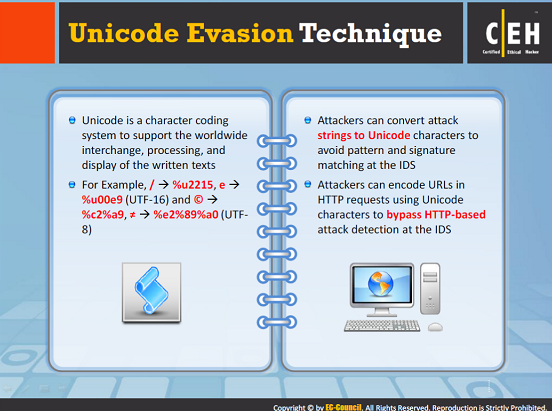 Unicode Evasion Technique
CEH
Certified Ethical Hacker
Unicode is a character coding
system to support the worldwide
interchange, processing, and
display of the written texts
For Example, / → %u2215, e →
%u00e9 (UTF-16) and © →
%c2%a9, ≠ → %e2%89%a0 (UTF-
8)
Attackers can convert attack
strings to Unicode characters to
avoid pattern and signature
matching at the IDS
Attackers can encode URLs in
HTTP requests using Unicode
characters to bypass HTTP-based
attack detection at the IDS
Copyright © by EC-Council. All Rights Reserved. Reproduction is Strictly Prohibited.